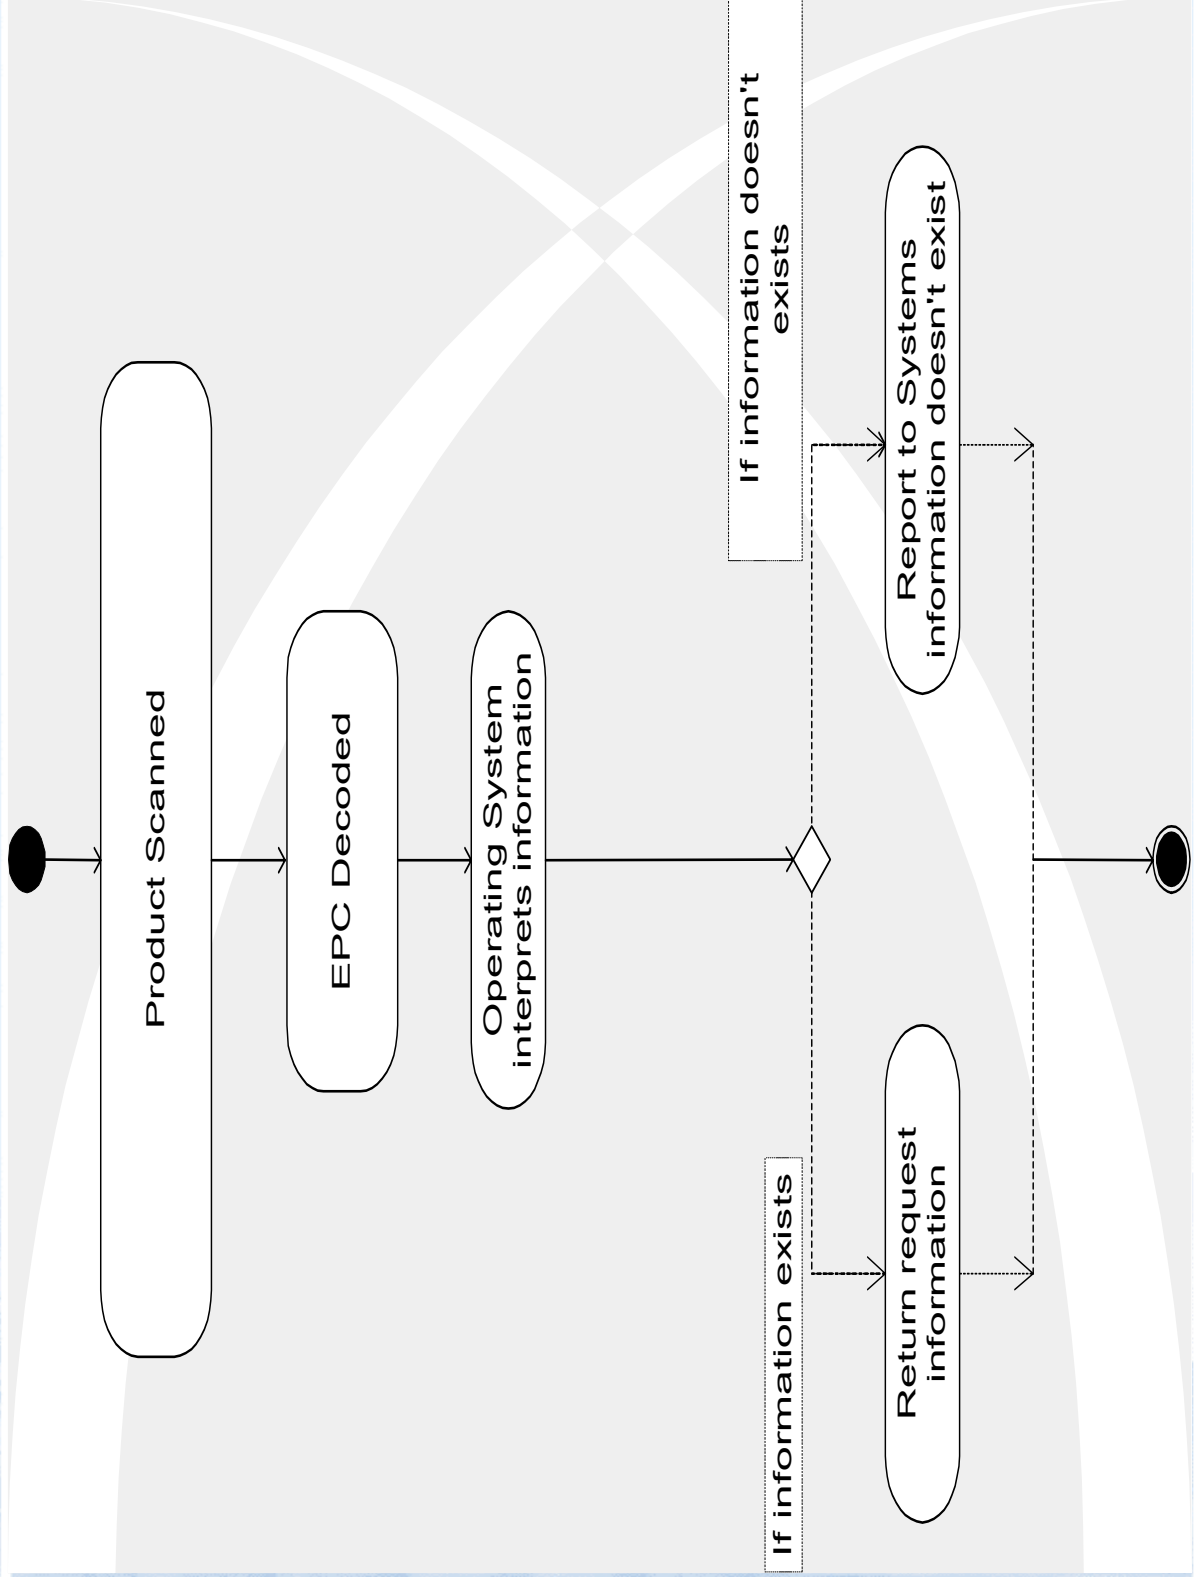 Product Scanned
EPC Decoded
Operating System
interprets information
If information exists
If information doesn't
exists
Return request
information
Report to Systems
information doesn't exist